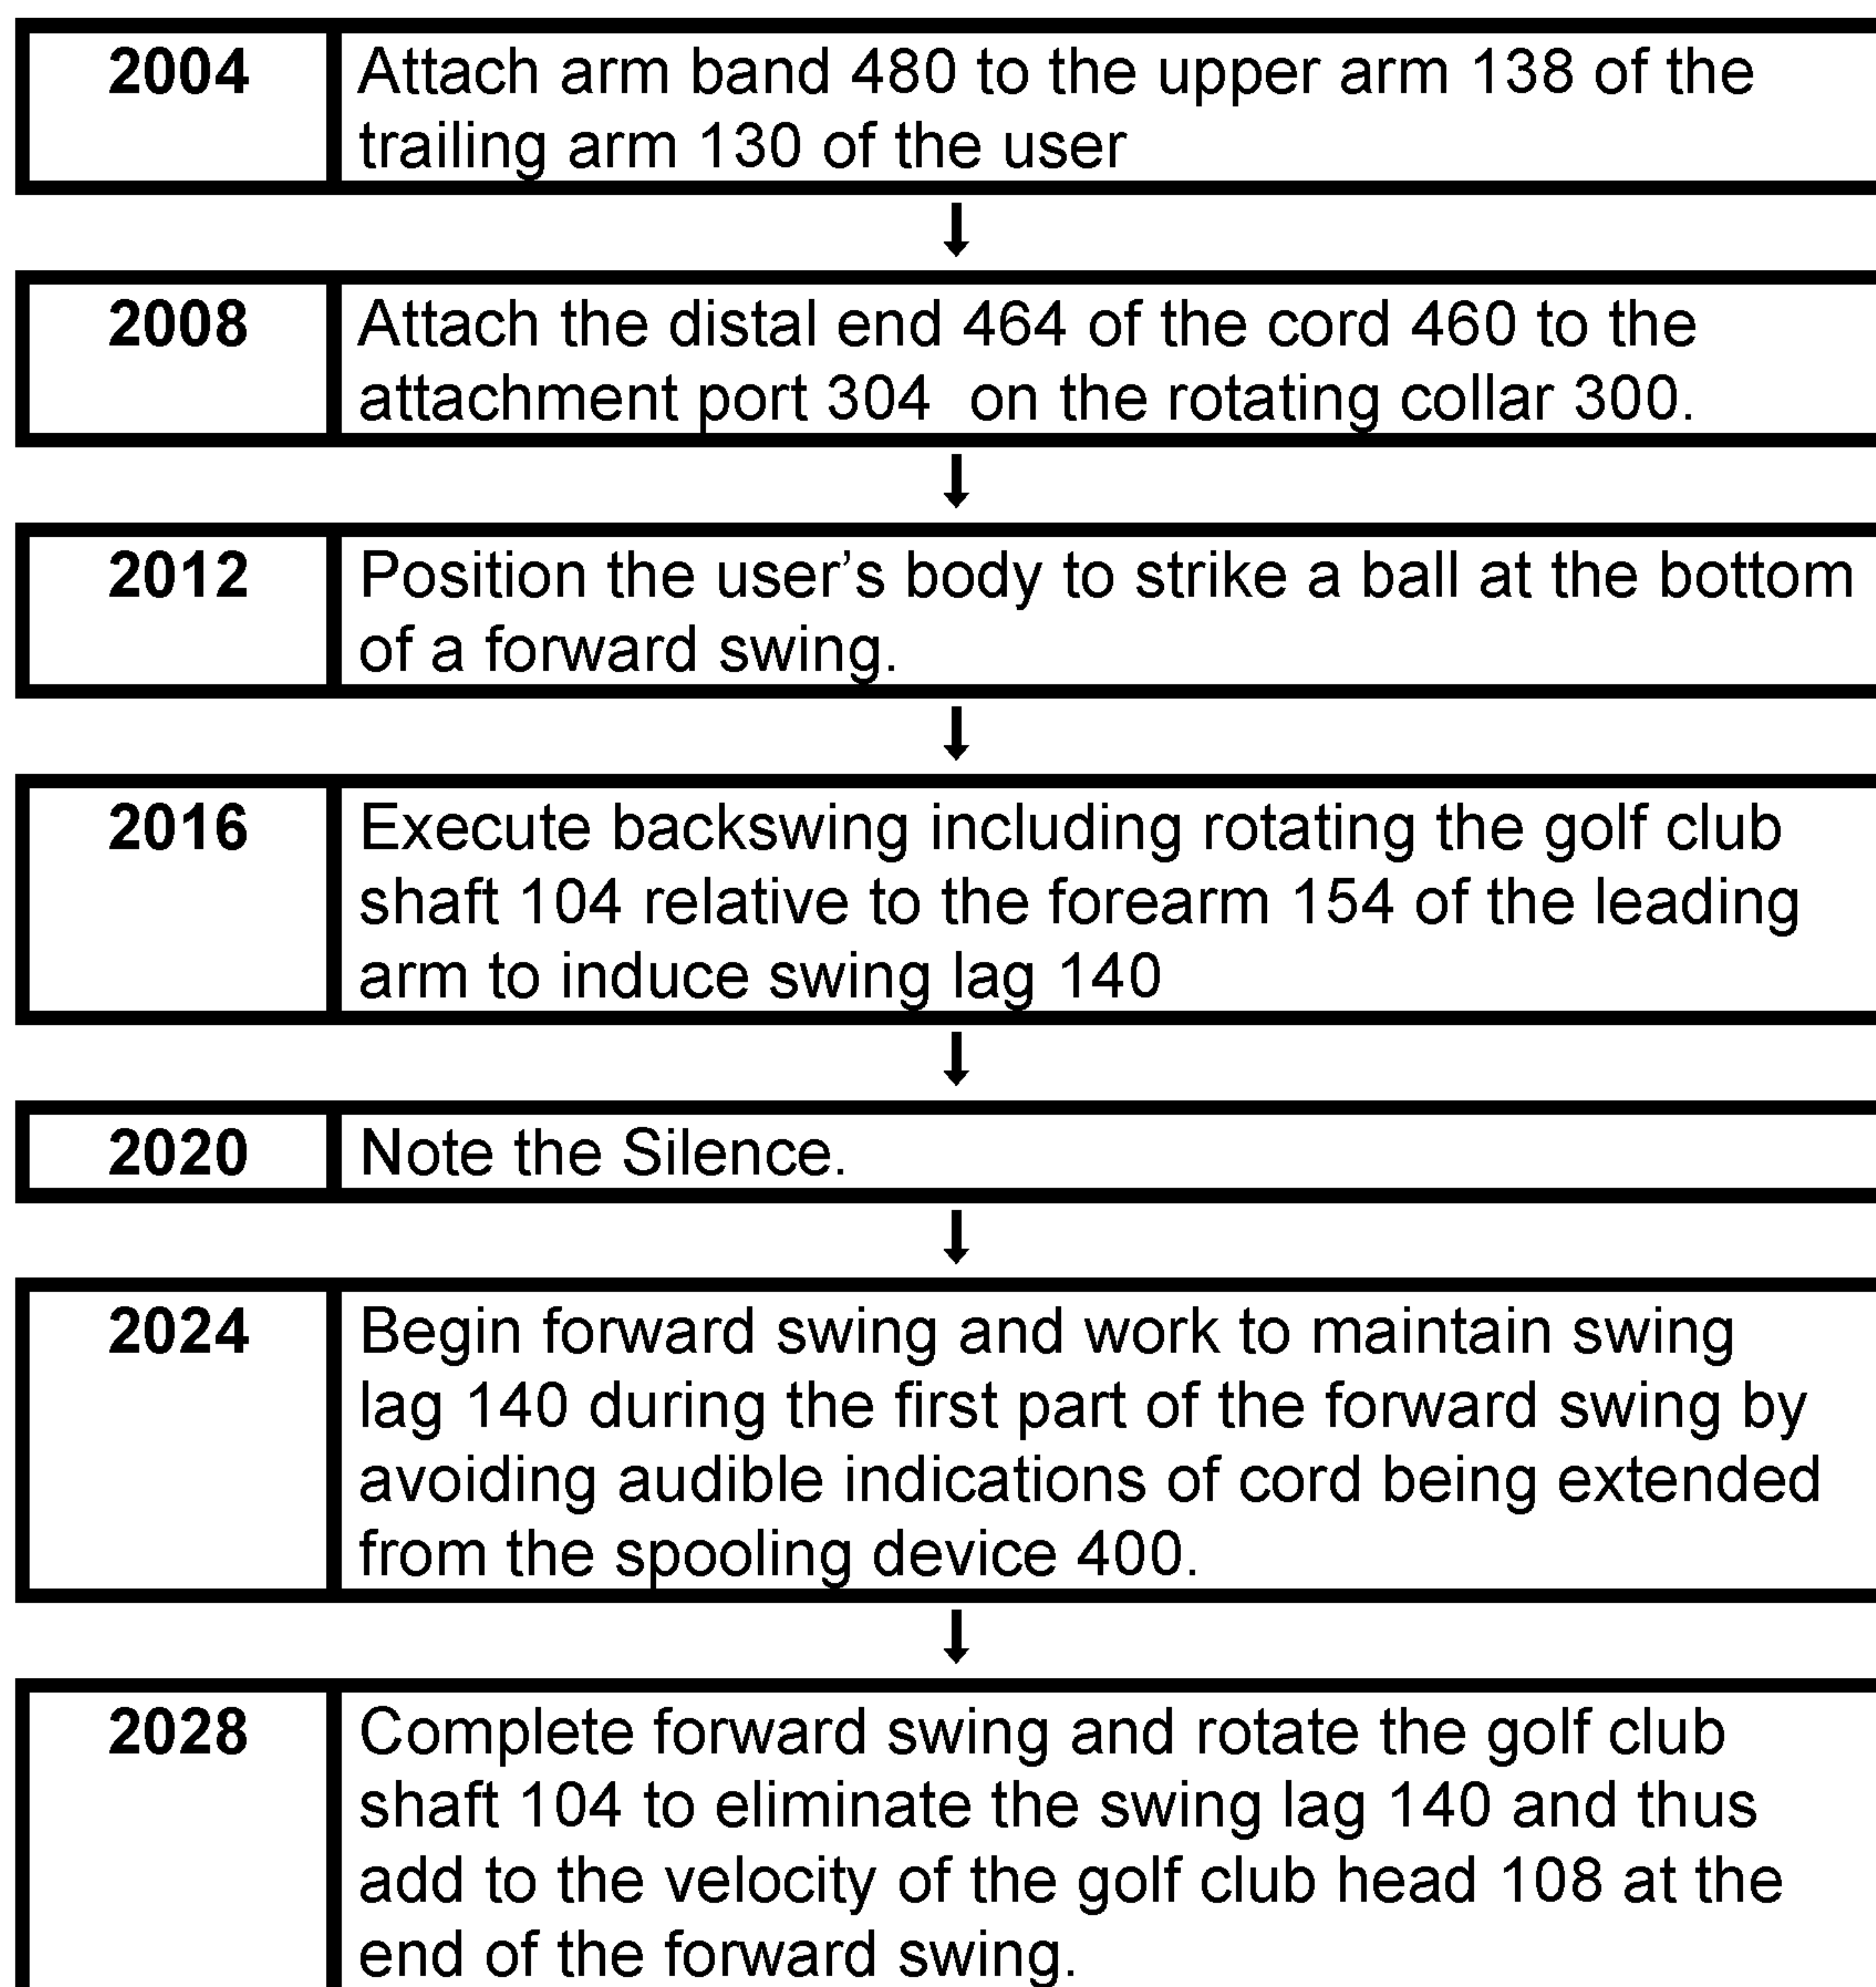 2004 Attach arm band 480 to the upper arm 138 of the
trailing arm 130 of the user
2008 Attach the distal end 464 of the cord 460 to the
attachment port 304 on the rotating collar 300.
2012 Position the user’s body to strike a ball at the bottom
of a forward swing.
2016 Execute backswing including rotating the golf club
shaft 104 relative to the forearm 154 of the leading
arm to induce swing lag 140
2020 Note the Silence.
2024 Begin forward swing and work to maintain swing
lag 140 during the first part of the forward swing by
avoiding audible indications of cord being extended
from the spooling device 400.
2028 Complete forward swing and rotate the golf club
shaft 104 to eliminate the swing lag 140 and thus
add to the velocity of the golf club head 108 at the
end of the forward swing.